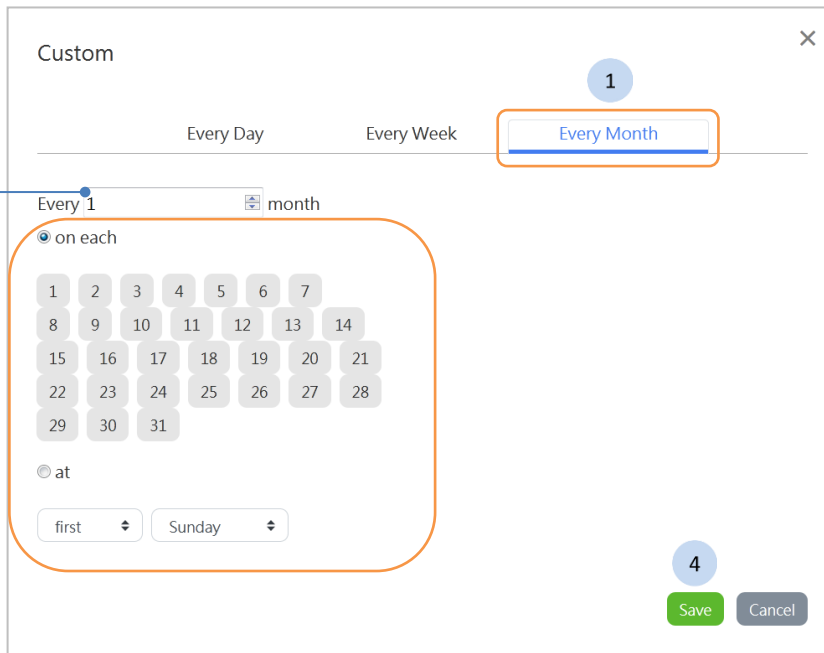 Custom
1
Every Day Every Week Every Month
Every 1 month
on each
1 2 3 4 5 6 7
8 9 10 11 12 13 14
15 16 17 18 19 20 21
22 23 24 25 26 27 28
29 30 31
at
first Sunday
4
Save Cancel